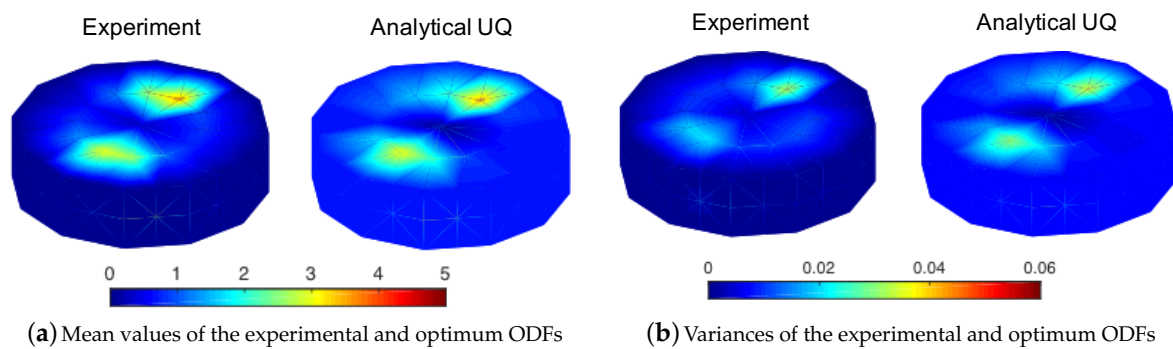 Experiment Analytical UQ
Experiment Analytical UQ
0 1 2 3 4 5
0 0.02 0.04 0.06
(a) Mean values of the experimental and optimum ODFs
(b) Variances of the experimental and optimum ODFs